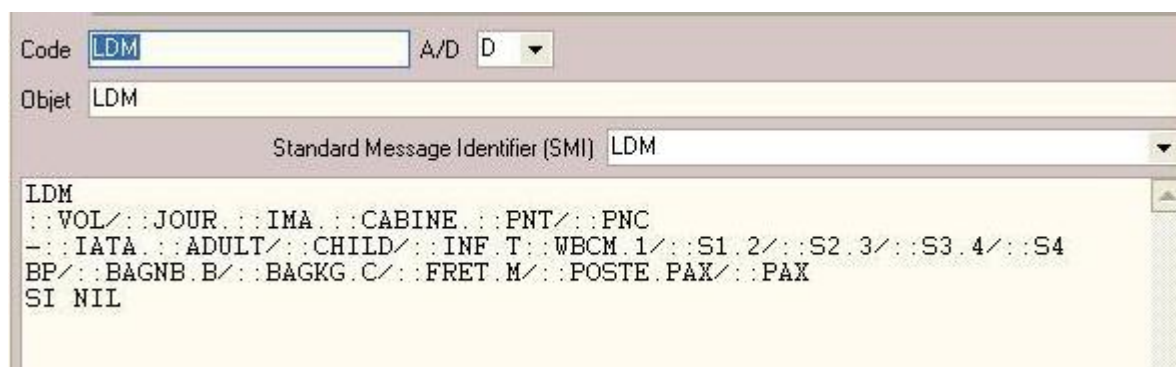 Code LDM A/D D
Objet LDM
Standard Message Identifier (SMI) LDM
LDM
::VOL/::JOUR.::IMA.::CABINE.::PNT/::PNC
-::IATA.::ADULT/::CHILD/::INF.T::WBCM.1/::S1.2/::S2.3/::S3.4/::S4
BP/::BAGNB.B/::BAGKG.C/::FRET.M/::POSTE.PAX/::PAX
SI NIL